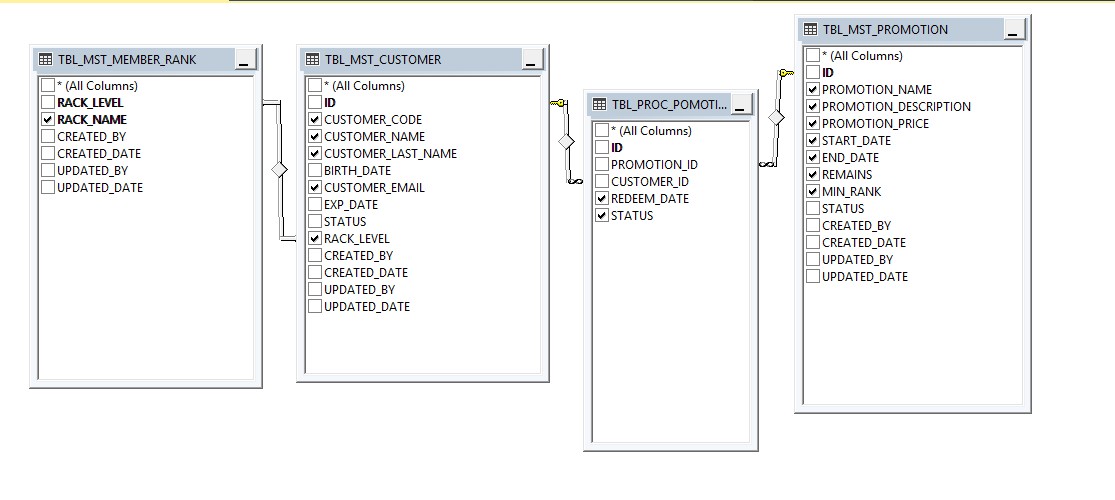 TBL_MST_MEMBER_RANK
* (All Columns)
RACK_LEVEL
RACK_NAME
CREATED_BY
CREATED_DATE
UPDATED_BY
UPDATED_DATE
TBL_MST_CUSTOMER
* (All Columns)
ID
CUSTOMER_CODE
CUSTOMER_NAME
CUSTOMER_LAST_NAME
BIRTH_DATE
CUSTOMER_EMAIL
EXP_DATE
STATUS
RACK_LEVEL
CREATED_BY
CREATED_DATE
UPDATED_BY
UPDATED_DATE
TBL_PROC_POMOTI...
* (All Columns)
ID
PROMOTION_ID
CUSTOMER_ID
REDEEM_DATE
STATUS
TBL_MST_PROMOTION
* (All Columns)
ID
PROMOTION_NAME
PROMOTION_DESCRIPTION
PROMOTION_PRICE
START_DATE
END_DATE
REMAINS
MIN_RANK
STATUS
CREATED_BY
CREATED_DATE
UPDATED_BY
UPDATED_DATE